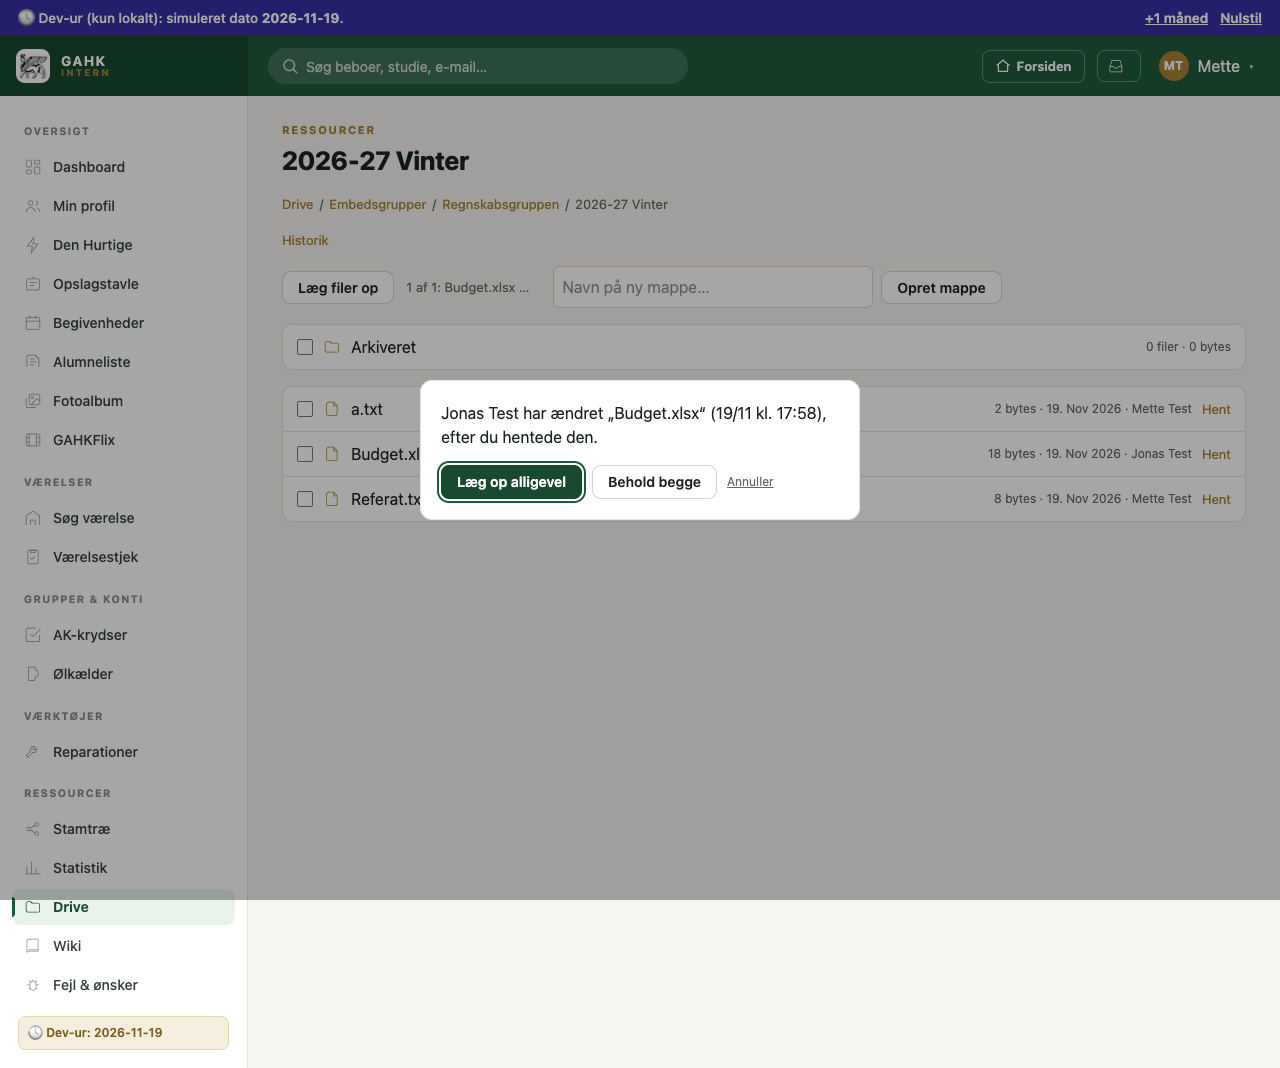 Dev-ur (kun lokalt): simuleret dato 2026-11-19.
+1 måned Nulstil
GAHK
INTERN
Søg beboer, studie, e-mail...
Forsiden
MT Mette
OVERSIGT
Dashboard
Min profil
Den Hurtige
Opslagstavle
Begivenheder
Alumneliste
Fotoalbum
GAHKFlix
VÆRELSER
Søg værelse
Værelsestjek
GRUPPER & KONTI
AK-krydser
Ølkælder
VÆRKTØJER
Reparationer
RESSOURCER
Stamtræ
Statistik
Drive
Wiki
Fejl & ønsker
Dev-ur: 2026-11-19
RESSOURCER
2026-27 Vinter
Drive / Embedsgrupper / Regnskabsgruppen / 2026-27 Vinter
Historik
Læg filer op 1 af 1: Budget.xlsx ... Navn på ny mappe... Opret mappe
Arkiveret 0 filer · 0 bytes
a.txt 2 bytes · 19. Nov 2026 · Mette Test Hent
Budget.xl 18 bytes · 19. Nov 2026 · Jonas Test Hent
Referat.tx 8 bytes · 19. Nov 2026 · Mette Test Hent
Jonas Test har ændret „Budget.xlsx“ (19/11 kl. 17:58),
efter du hentede den.
Læg op alligevel Behold begge Annuller